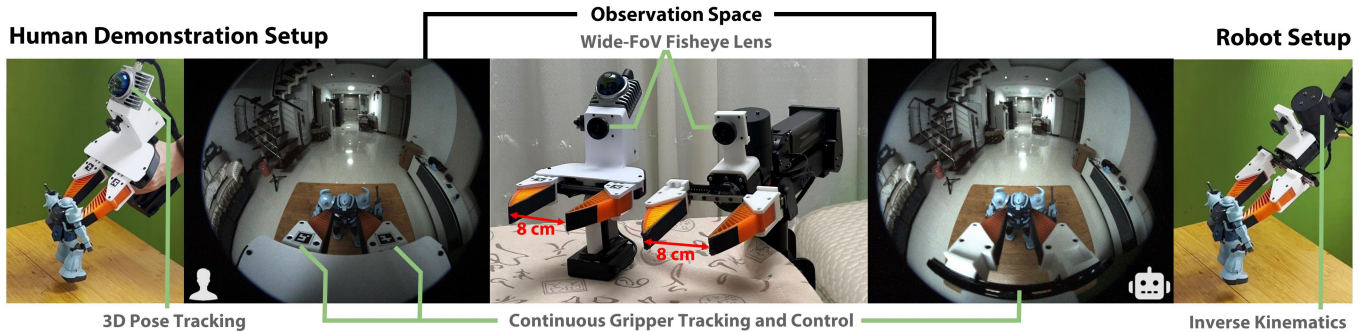 Observation Space
Human Demonstration Setup
Wide-FoV Fisheye Lens
Robot Setup
8 cm
8 cm
3D Pose Tracking
Continuous Gripper Tracking and Control
Inverse Kinematics